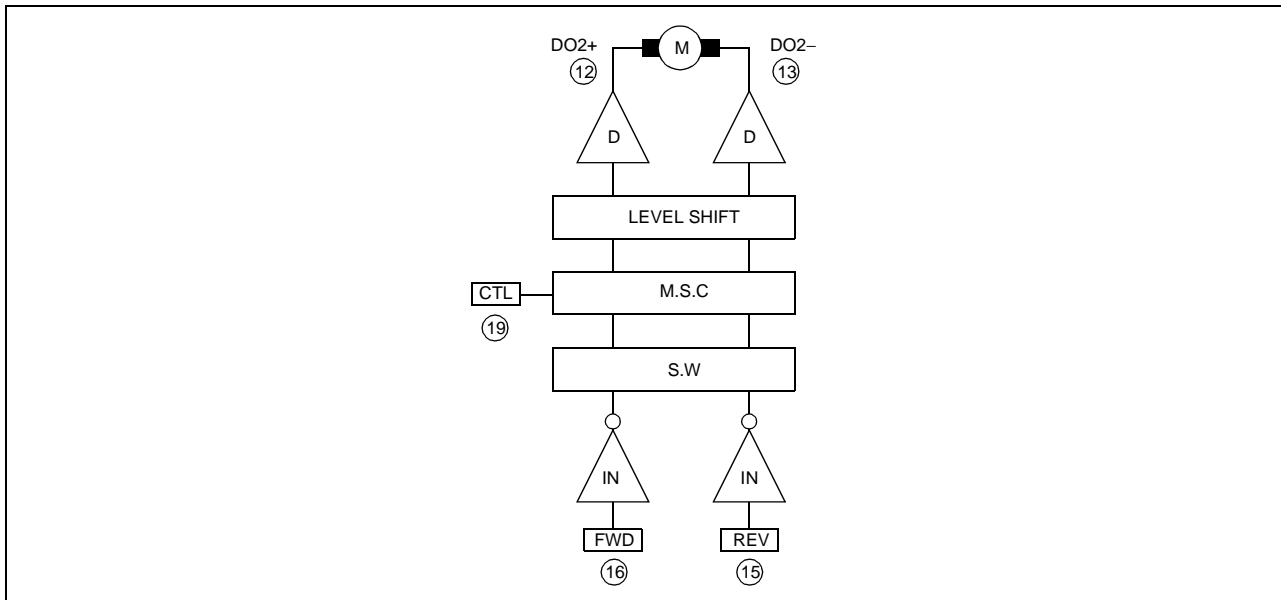 DO2+ M DO2−
12 13
D D
LEVEL SHIFT
CTL M.S.C
19
S.W
IN IN
FWD REV
16 15